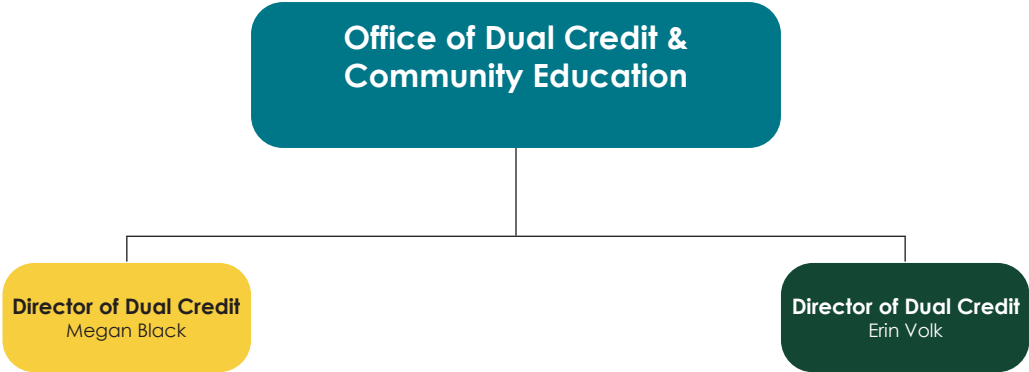 Office of Dual Credit &
Community Education
Director of Dual Credit
Megan Black
Director of Dual Credit
Erin Volk